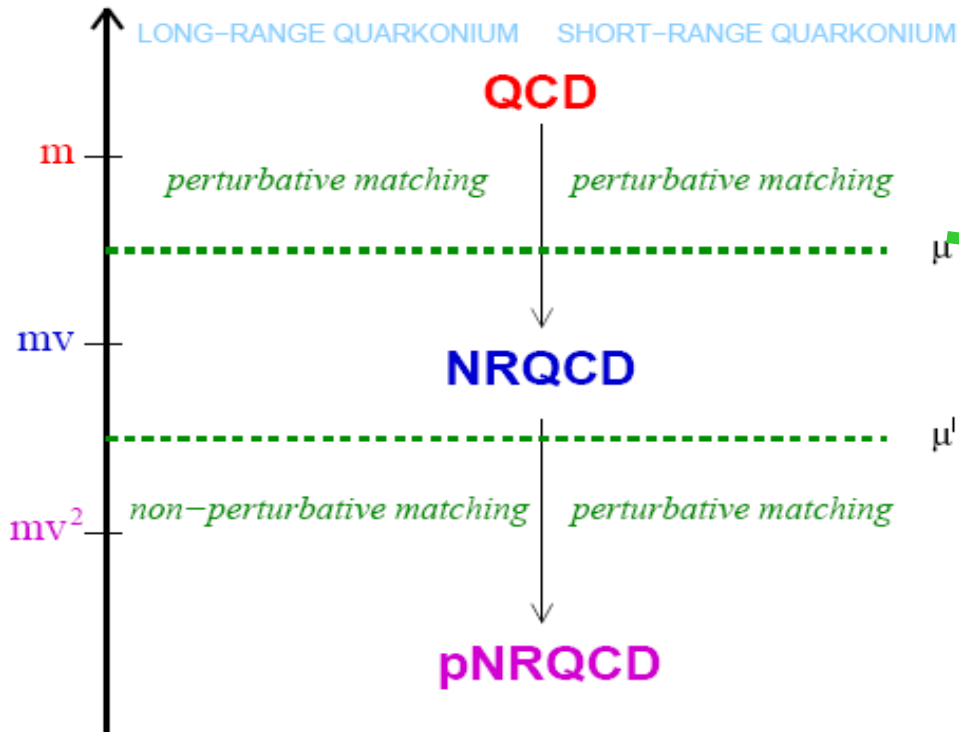 LONG−RANGE QUARKONIUM SHORT−RANGE QUARKONIUM
QCD
m
perturbative matching perturbative matching
μ
mv
NRQCD
μ'
non−perturbative matching perturbative matching
mv²
pNRQCD